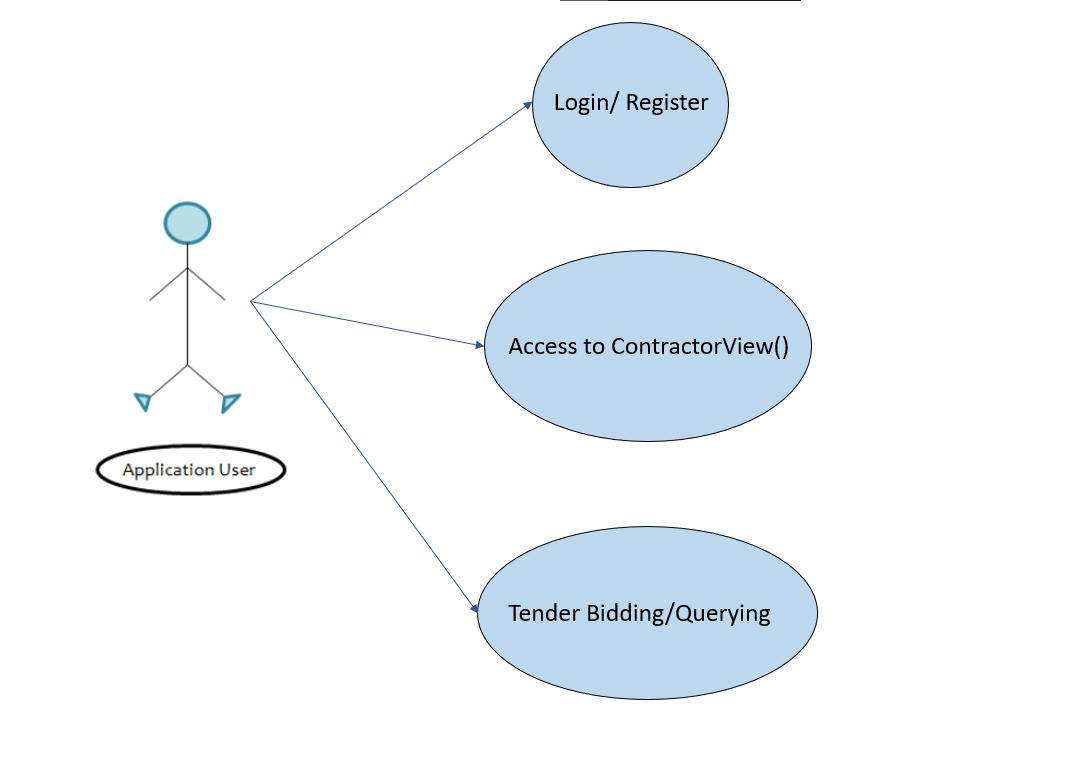 Login/ Register
Access to ContractorView()
Application User
Tender Bidding/Querying